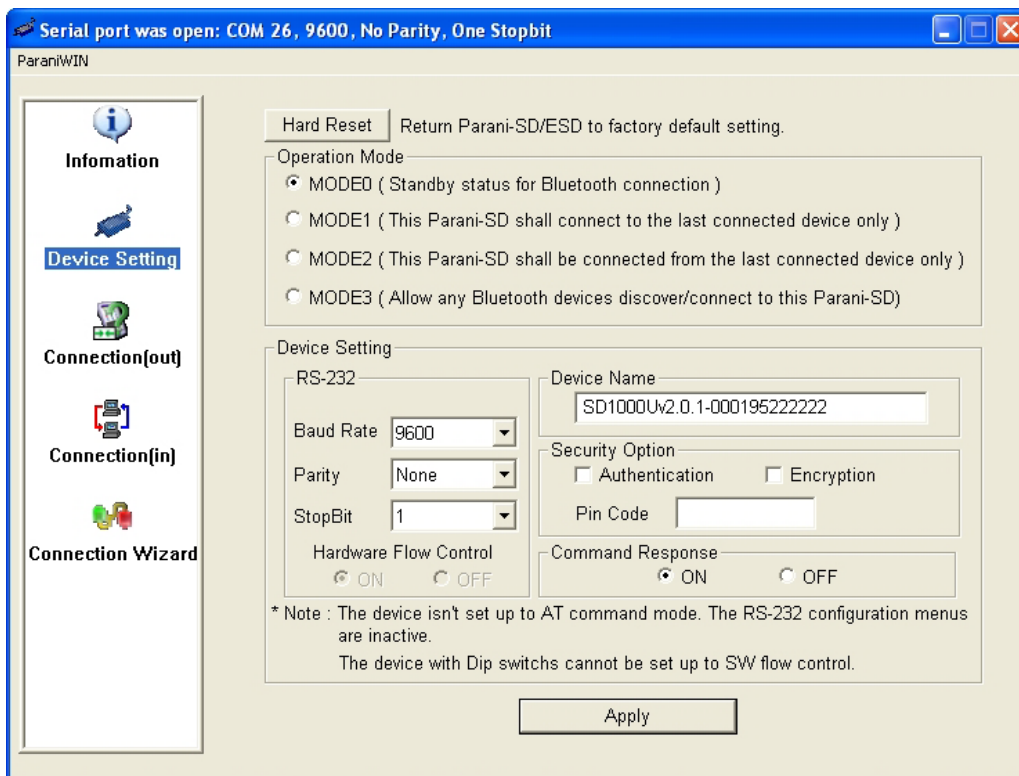 Serial port was open: COM 26, 9600, No Parity, One Stopbit
ParaniWIN
Infomation
Device Setting
Connection(out)
Connection(in)
Connection Wizard
Hard Reset Return Parani-SD/ESD to factory default setting.
Operation Mode
MODE0 ( Standby status for Bluetooth connection )
MODE1 ( This Parani-SD shall connect to the last connected device only )
MODE2 ( This Parani-SD shall be connected from the last connected device only )
MODE3 ( Allow any Bluetooth devices discover/connect to this Parani-SD)
Device Setting
RS-232
Baud Rate 9600
Parity None
StopBit 1
Hardware Flow Control
ON OFF
Device Name
SD1000Uv2.0.1-000195222222
Security Option
Authentication Encryption
Pin Code
Command Response
ON OFF
* Note : The device isn't set up to AT command mode. The RS-232 configuration menus
are inactive.
The device with Dip switchs cannot be set up to SW flow control.
Apply